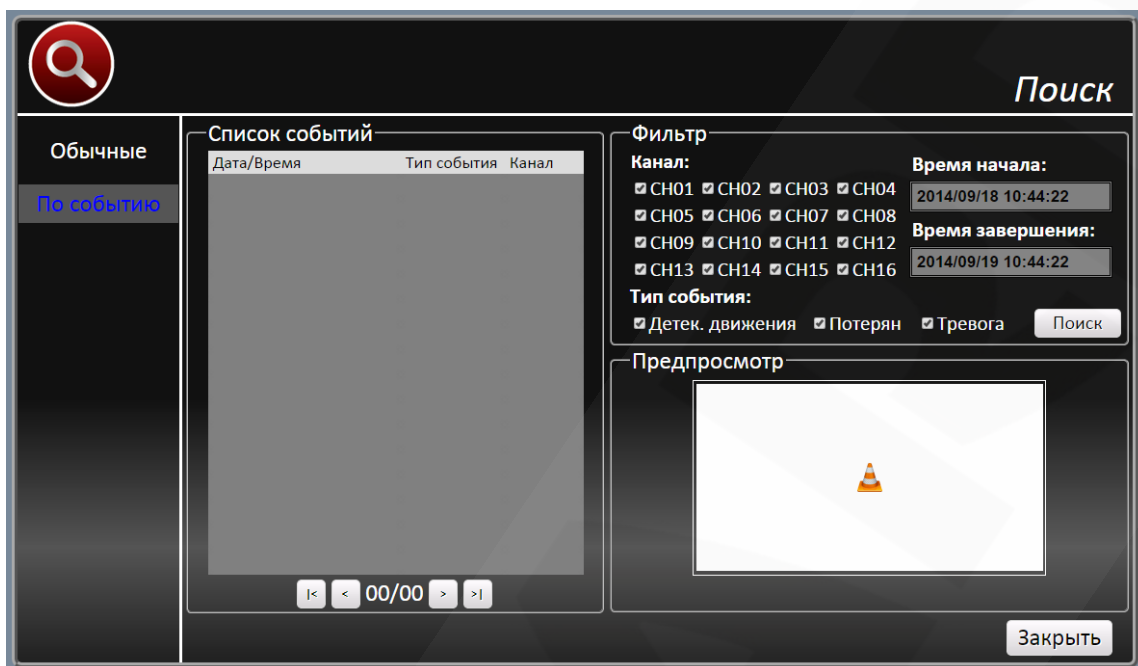 Поиск
Обычные
По событию
Список событий
Дата/Время Тип события Канал
|< < 00/00 > >|
Фильтр
Канал:
CH01 CH02 CH03 CH04
CH05 CH06 CH07 CH08
CH09 CH10 CH11 CH12
CH13 CH14 CH15 CH16
Время начала:
2014/09/18 10:44:22
Время завершения:
2014/09/19 10:44:22
Тип события:
Детек. движения Потерян Тревога Поиск
Предпросмотр
Закрыть